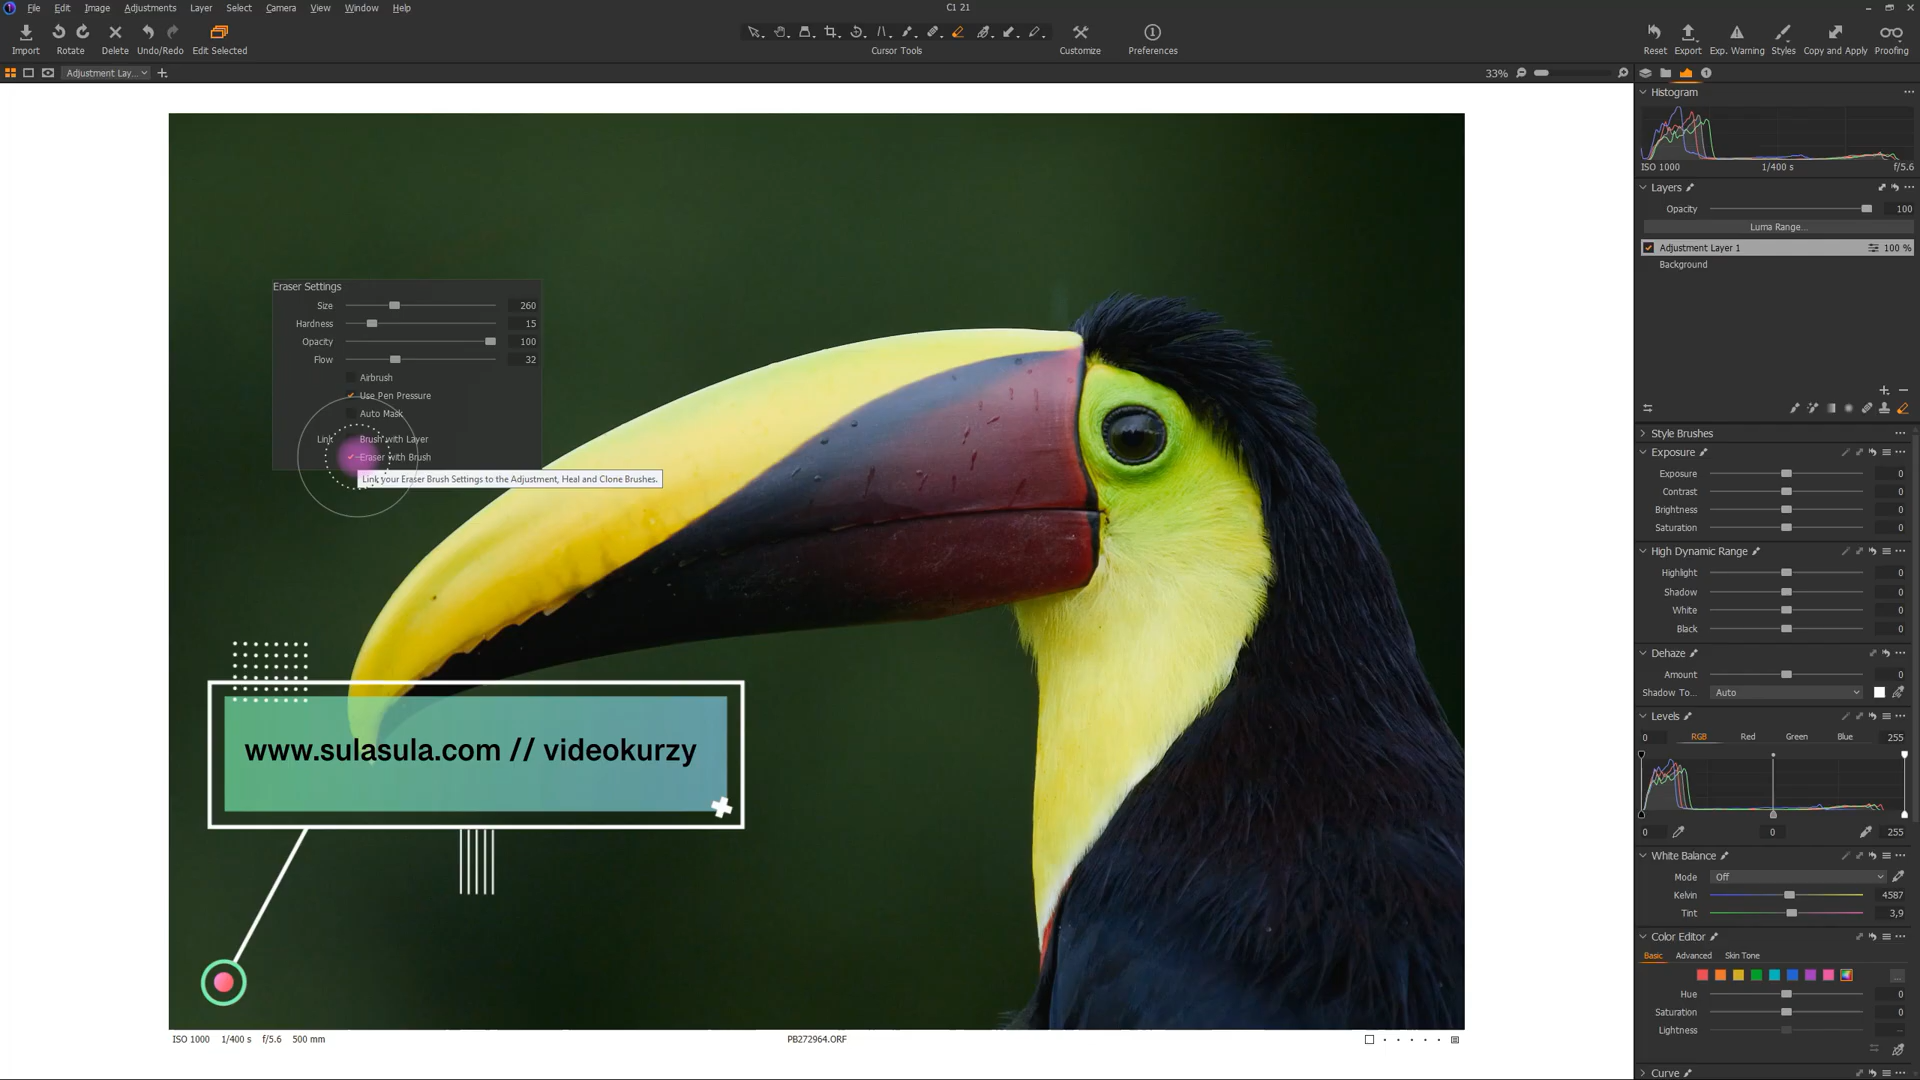 File Edit Image Adjustments Layer Select Camera View Window Help
C1 21
Import Rotate Delete Undo/Redo Edit Selected
Cursor Tools Customize Preferences
Reset Export Exp. Warning Styles Copy and Apply Proofing
Adjustment Lay...
33%
Eraser Settings
Size 260
Hardness 15
Opacity 100
Flow 32
Airbrush
Use Pen Pressure
Auto Mask
Link Brush with Layer
Eraser with Brush
Link your Eraser Brush Settings to the Adjustment, Heal and Clone Brushes.
www.sulasula.com // videokurzy
ISO 1000 1/400 s f/5.6 500 mm
PB272964.ORF
Histogram
ISO 1000 1/400 s f/5.6
Layers
Opacity 100
Luma Range...
Adjustment Layer 1 100 %
Background
Style Brushes
Exposure
Exposure 0
Contrast 0
Brightness 0
Saturation 0
High Dynamic Range
Highlight 0
Shadow 0
White 0
Black 0
Dehaze
Amount 0
Shadow To... Auto
Levels
0 RGB Red Green Blue 255
0 0 255
White Balance
Mode Off
Kelvin 4587
Tint 3,9
Color Editor
Basic Advanced Skin Tone
Hue 0
Saturation 0
Lightness
Curve